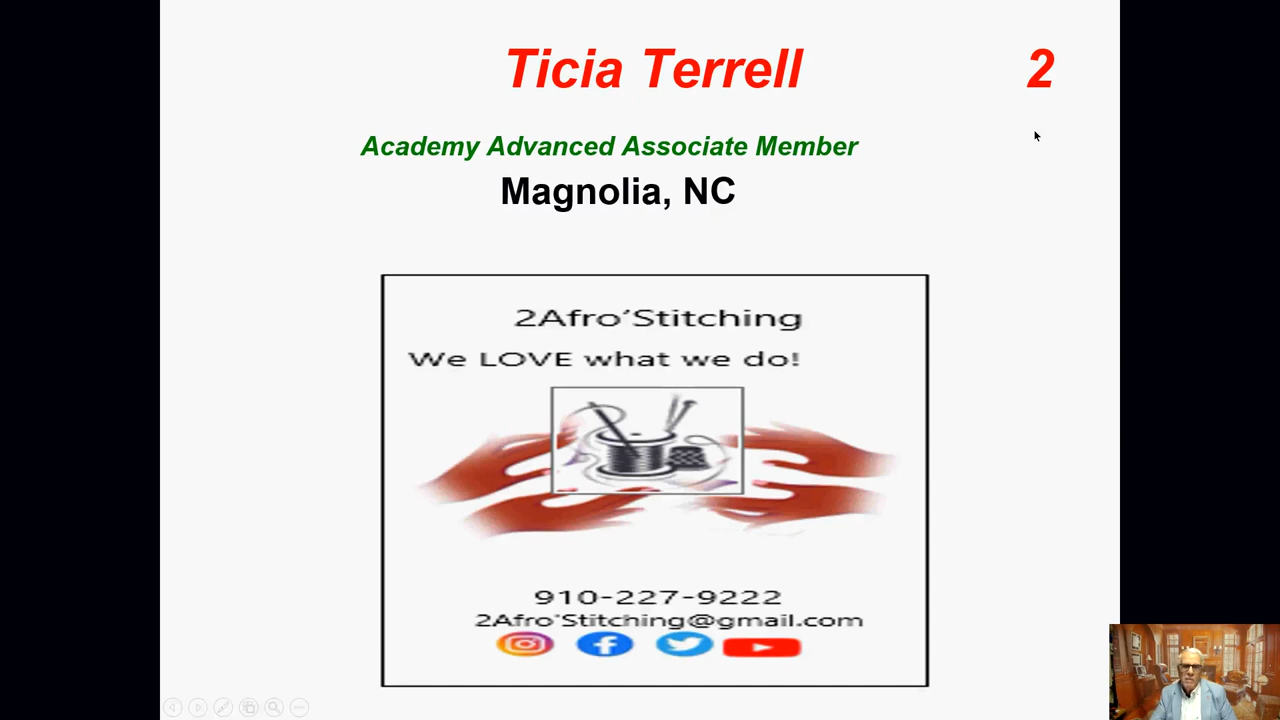 Ticia Terrell 2
Academy Advanced Associate Member
Magnolia, NC
2Afro’Stitching
We LOVE what we do!
910-227-9222
2Afro'Stitching@gmail.com